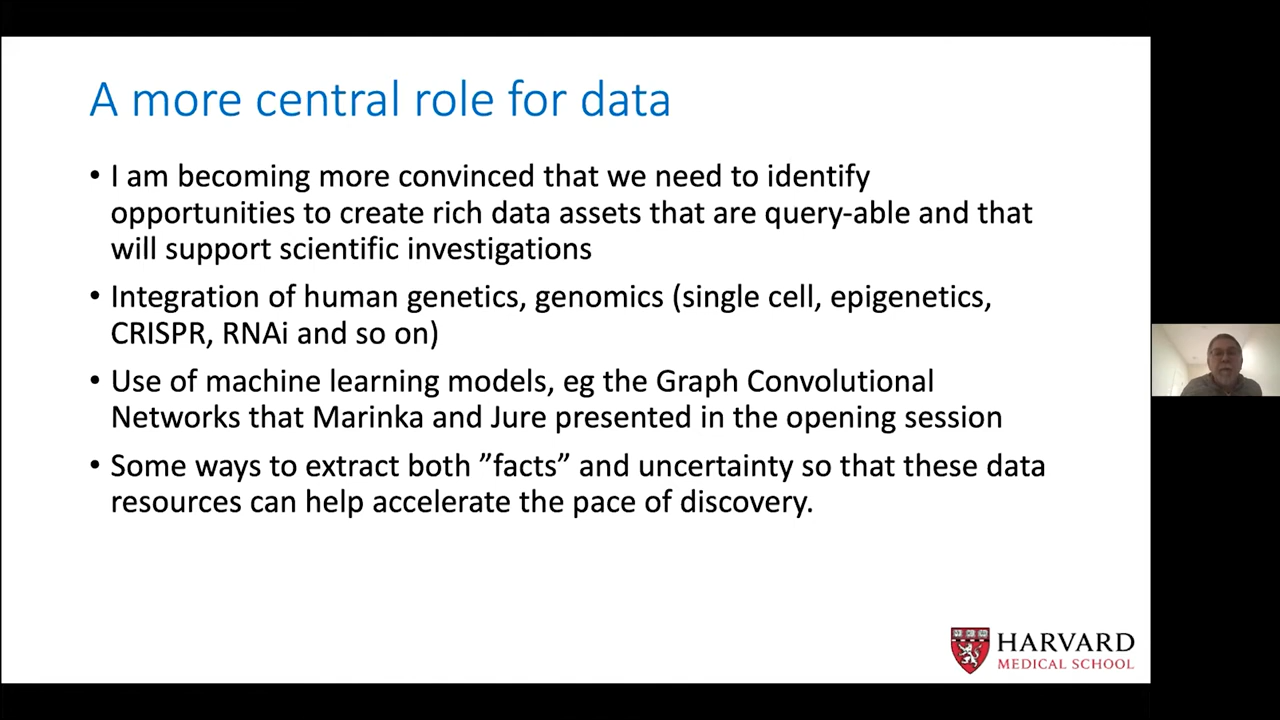 A more central role for data
• I am becoming more convinced that we need to identify
opportunities to create rich data assets that are query-able and that
will support scientific investigations
• Integration of human genetics, genomics (single cell, epigenetics,
CRISPR, RNAi and so on)
• Use of machine learning models, eg the Graph Convolutional
Networks that Marinka and Jure presented in the opening session
• Some ways to extract both ”facts” and uncertainty so that these data
resources can help accelerate the pace of discovery.
HARVARD
MEDICAL SCHOOL